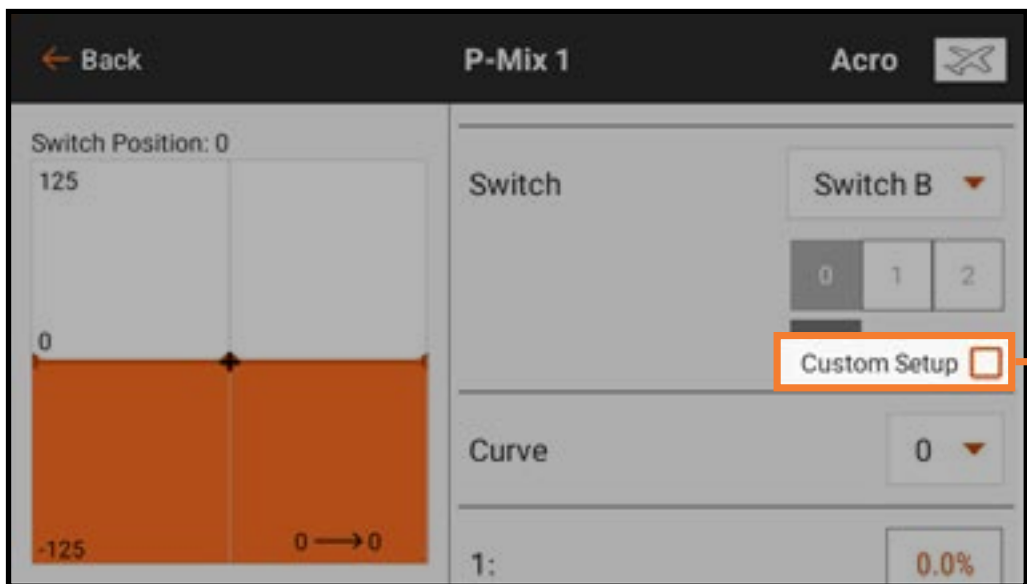 Back
P-Mix 1
Acro
Switch Position: 0
125
0
-125
0 → 0
Switch
Switch B
0 1 2
Custom Setup
Curve
0
1:
0.0%